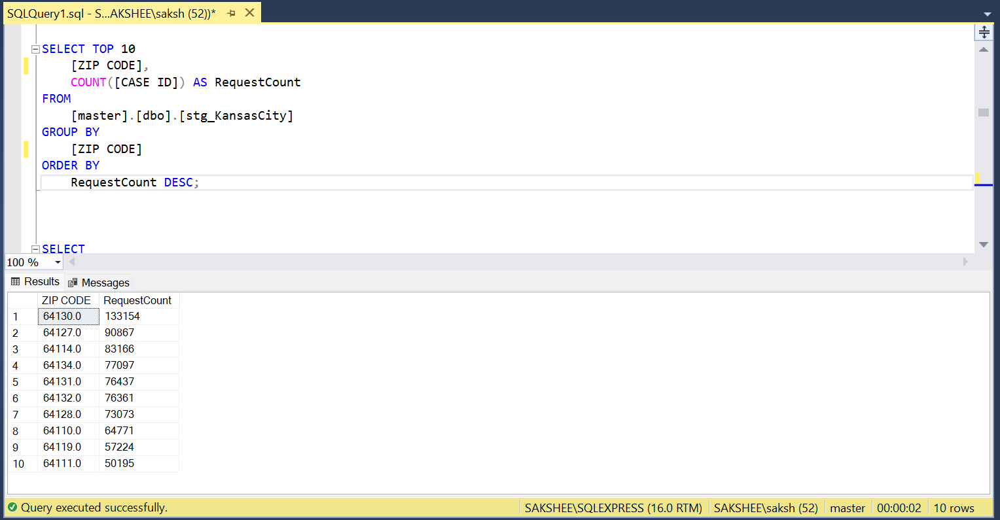 SQLQuery1.sql - S...AKSHEE\saksh (52))*
SELECT TOP 10
[ZIP CODE],
COUNT([CASE ID]) AS RequestCount
FROM
[master].[dbo].[stg_KansasCity]
GROUP BY
[ZIP CODE]
ORDER BY
RequestCount DESC;
SELECT
100 %
Results Messages
ZIP CODE RequestCount
1 64130.0 133154
2 64127.0 90867
3 64114.0 83166
4 64134.0 77097
5 64131.0 76437
6 64132.0 76361
7 64128.0 73073
8 64110.0 64771
9 64119.0 57224
10 64111.0 50195
Query executed successfully. SAKSHEE\SQLEXPRESS (16.0 RTM) SAKSHEE\saksh (52) master 00:00:02 10 rows